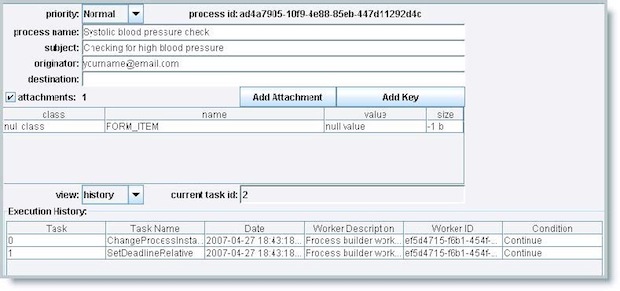 priority: Normal process id: ad4a7905-10f9-4e88-85eb-447d11292d4c
process name: Systolic blood pressure check
subject: Checking for high blood pressure
originator: yourname@email.com
destination:
attachments: 1 Add Attachment Add Key
class name value size
null class FORM_ITEM null value -1 b
view: history current task id: 2
Execution History:
Task Task Name Date Worker Description Worker ID Condition
0 ChangeProcessInsta... 2007-04-27 18:43:18... Process builder work... ef5d4715-f6b1-454f-... Continue
1 SetDeadlineRelative 2007-04-27 18:43:18... Process builder work... ef5d4715-f6b1-454f-... Continue